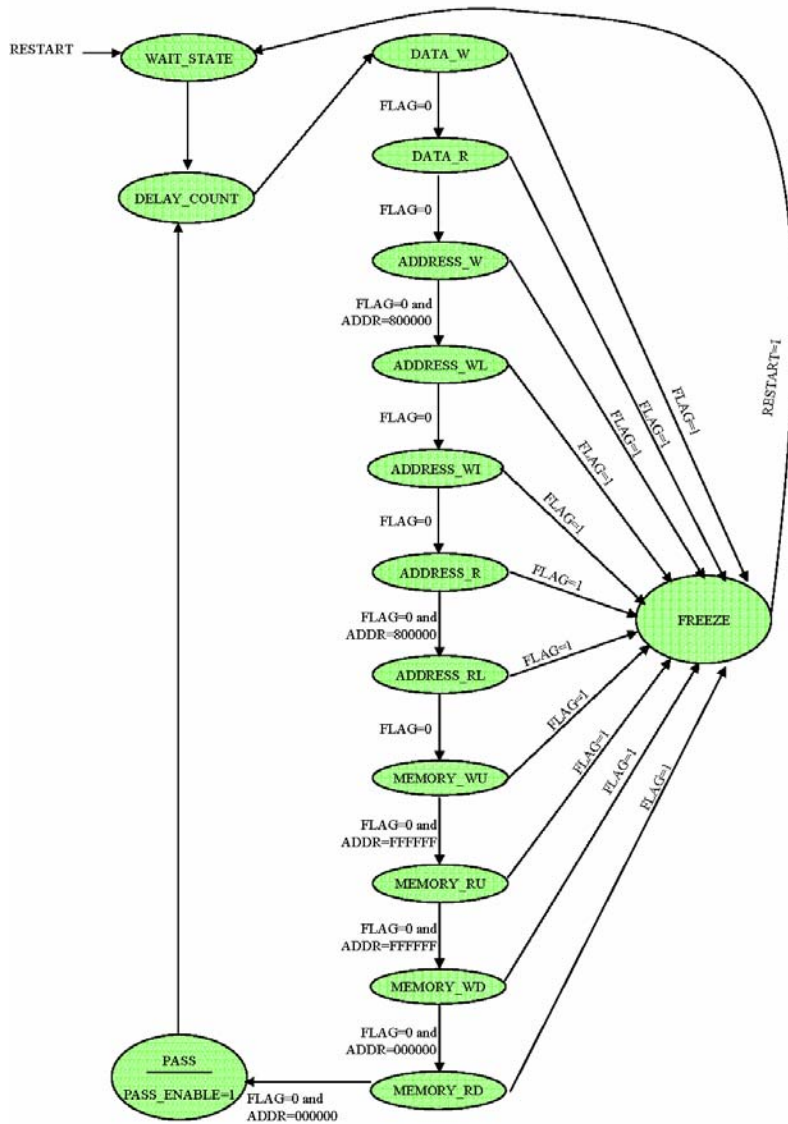 RESTART
WAIT_STATE
DATA_W
FLAG=0
DATA_R
DELAY_COUNT
FLAG=0
ADDRESS_W
FLAG=0 and
ADDR=800000
ADDRESS_WL
FLAG=0
ADDRESS_WI
FLAG=0
ADDRESS_R
FLAG=0 and
ADDR=800000
ADDRESS_RL
FLAG=0
MEMORY_WU
FLAG=0 and
ADDR=FFFFFF
MEMORY_RU
FLAG=0 and
ADDR=FFFFFF
MEMORY_WD
FLAG=0 and
ADDR=000000
MEMORY_RD
FLAG=0 and
ADDR=000000
PASS
PASS_ENABLE=1
FLAG=1
FLAG=1
FLAG=1
FLAG=1
FLAG=1
FLAG=1
FLAG=1
FLAG=1
FLAG=1
FLAG=1
FLAG=1
FREEZE
RESTART=1